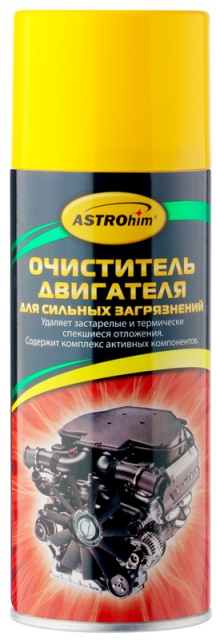 ASTROhim®
ОЧИСТИТЕЛЬ
ДВИГАТЕЛЯ
ДЛЯ СИЛЬНЫХ ЗАГРЯЗНЕНИЙ
Удаляет застарелые и термически
спекшиеся отложения.
Содержит комплекс активных компонентов.